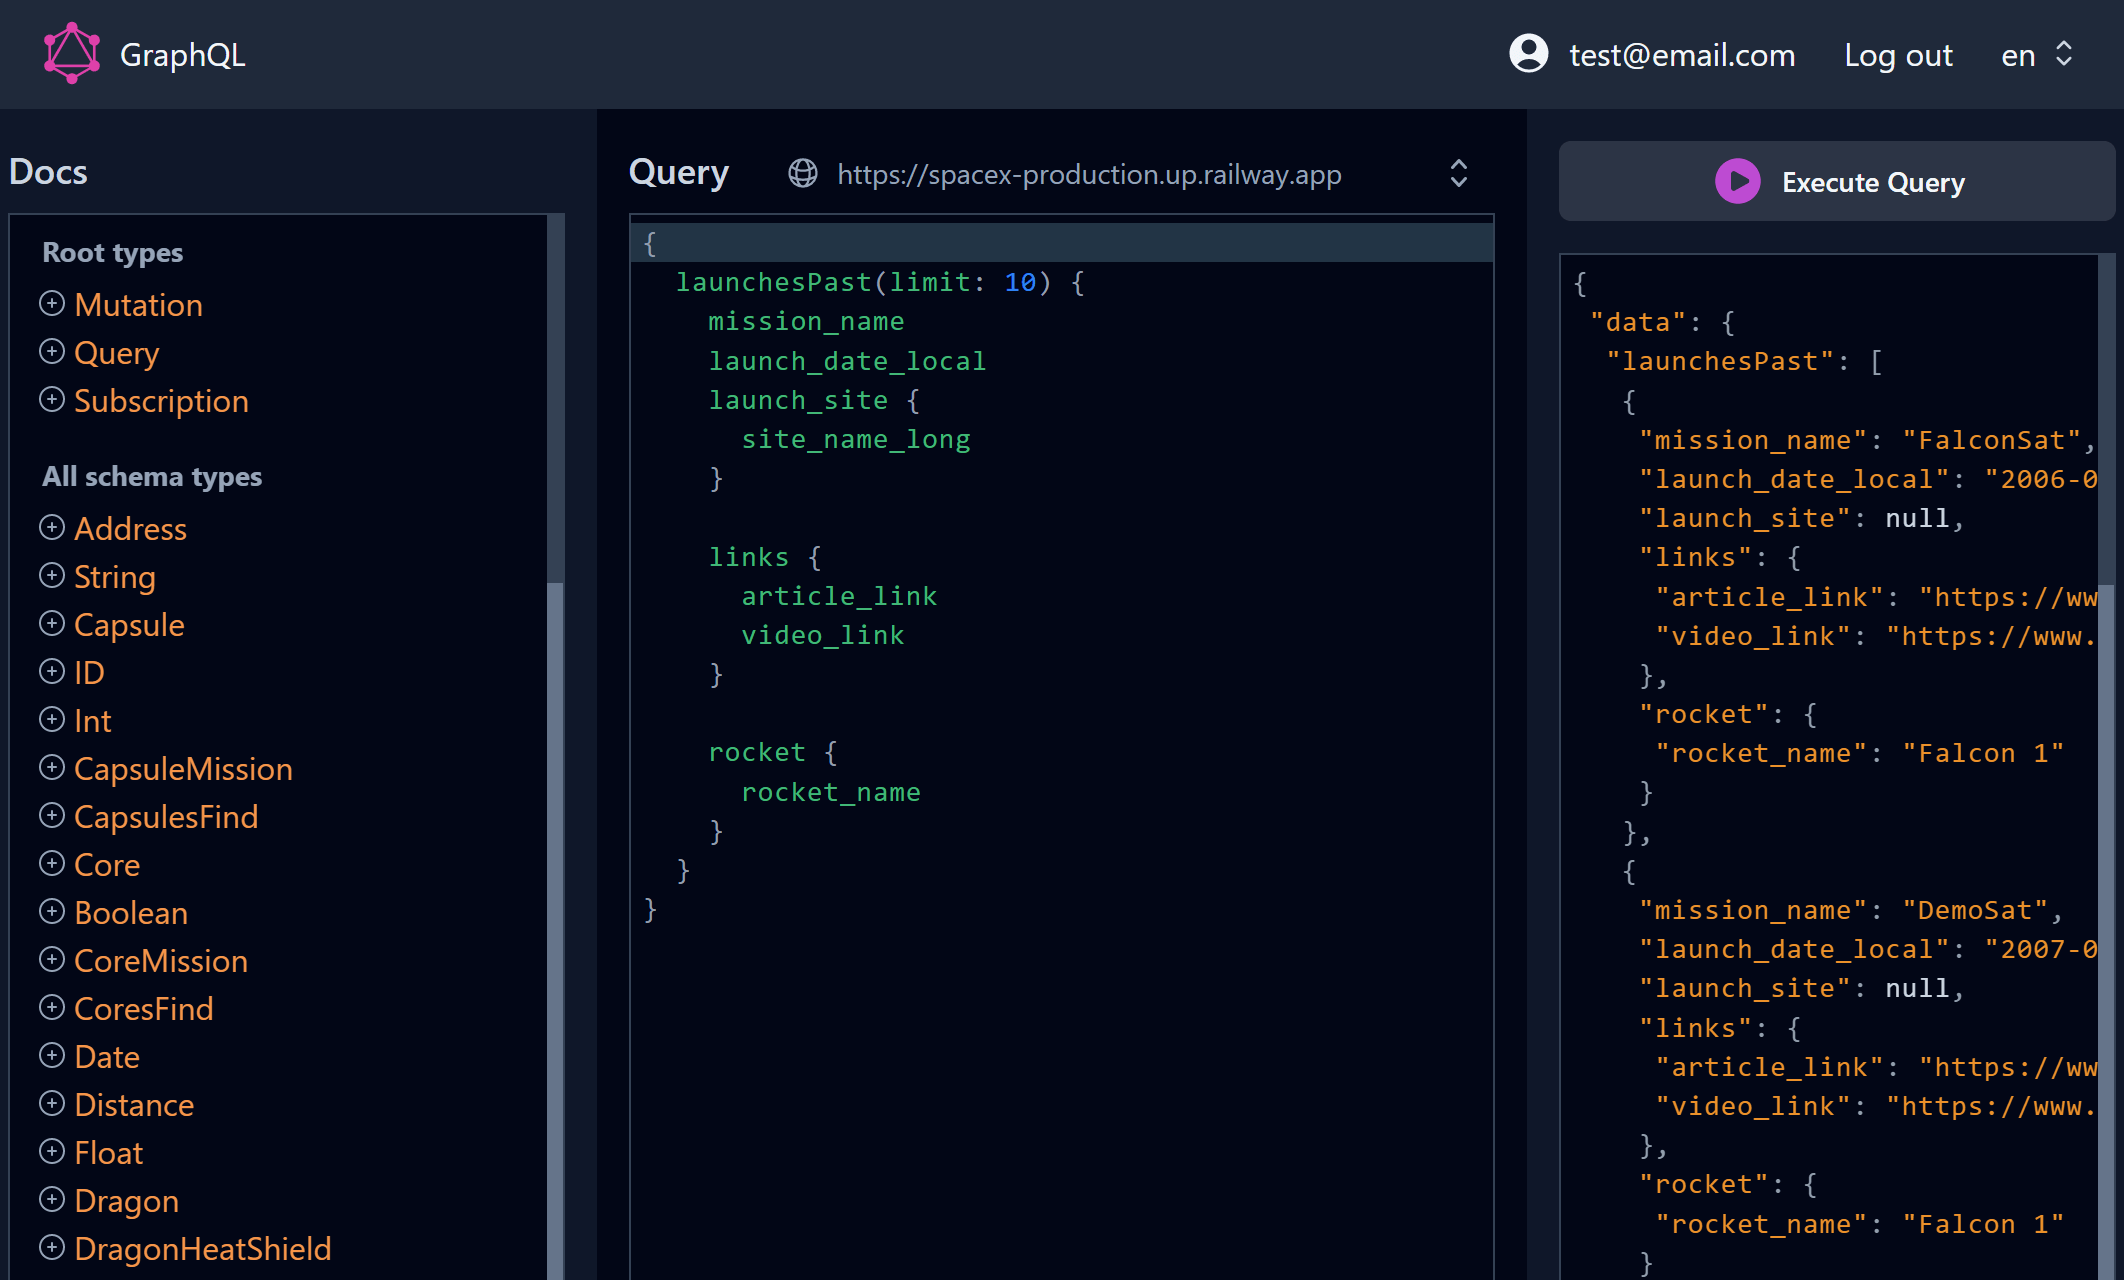 GraphQL
test@email.com
Log out
en
Docs
Root types
Mutation
Query
Subscription
All schema types
Address
String
Capsule
ID
Int
CapsuleMission
CapsulesFind
Core
Boolean
CoreMission
CoresFind
Date
Distance
Float
Dragon
DragonHeatShield
Query
https://spacex-production.up.railway.app
{
  launchesPast(limit: 10) {
    mission_name
    launch_date_local
    launch_site {
      site_name_long
    }

    links {
      article_link
      video_link
    }

    rocket {
      rocket_name
    }
  }
}
Execute Query
{
 "data": {
  "launchesPast": [
   {
    "mission_name": "FalconSat",
    "launch_date_local": "2006-0
    "launch_site": null,
    "links": {
     "article_link": "https://ww
     "video_link": "https://www.
    },
    "rocket": {
     "rocket_name": "Falcon 1"
    }
   },
   {
    "mission_name": "DemoSat",
    "launch_date_local": "2007-0
    "launch_site": null,
    "links": {
     "article_link": "https://ww
     "video_link": "https://www.
    },
    "rocket": {
     "rocket_name": "Falcon 1"
    }